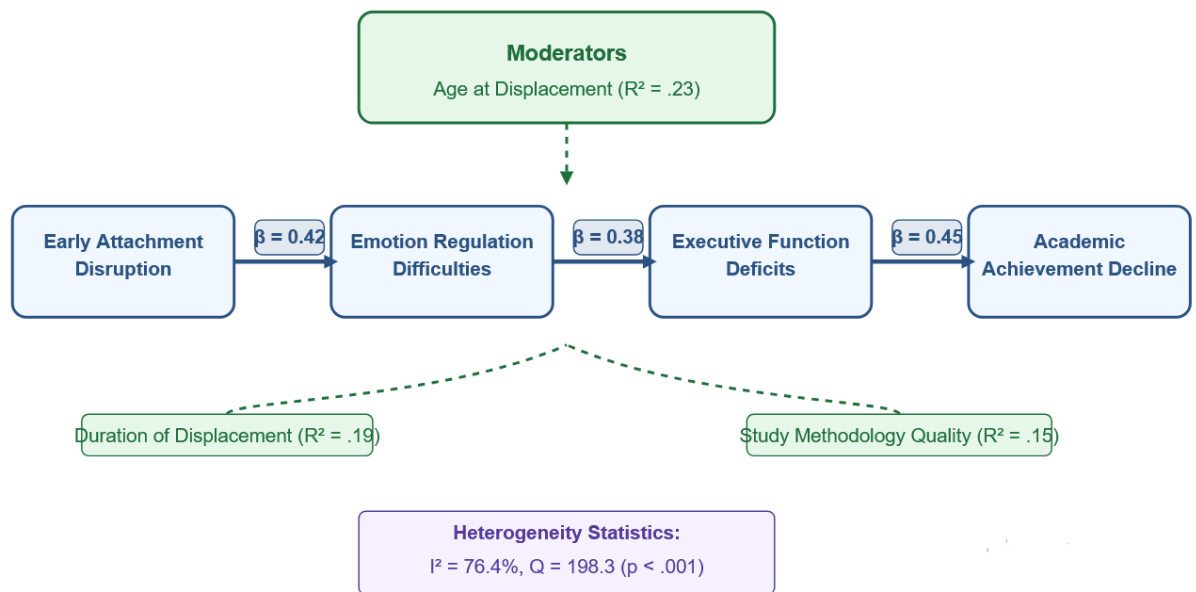 Moderators
Age at Displacement (R² = .23)
Early Attachment
Disruption
β = 0.42
Emotion Regulation
Difficulties
β = 0.38
Executive Function
Deficits
β = 0.45
Academic
Achievement Decline
Duration of Displacement (R² = .19)
Study Methodology Quality (R² = .15)
Heterogeneity Statistics:
I² = 76.4%, Q = 198.3 (p < .001)